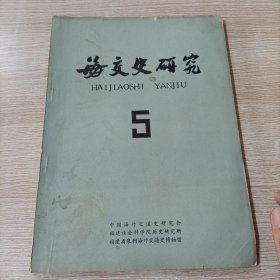 海交史研究
HAIJIAOSHI YANJIU
5
中国海外交通史研究会
福建社会科学院历史研究所
福建省泉州海外交通史博物馆